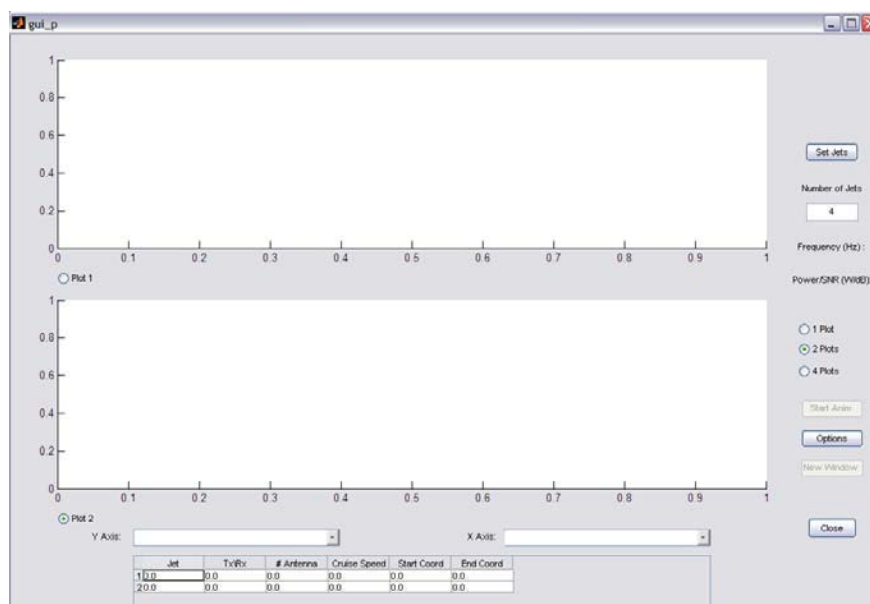 gui_p
1
0.8
0.6
0.4
0.2
0
0 0.1 0.2 0.3 0.4 0.5 0.6 0.7 0.8 0.9 1
Plot 1
1
0.8
0.6
0.4
0.2
0
0 0.1 0.2 0.3 0.4 0.5 0.6 0.7 0.8 0.9 1
Plot 2
Y Axis: X Axis:
Jet Tx\Rx # Antenna Cruise Speed Start Coord End Coord
1 0.0 0.0 0.0 0.0 0.0 0.0
2 0.0 0.0 0.0 0.0 0.0 0.0
Set Jets
Number of Jets
4
Frequency (Hz) :
Power/SNR (W/dB)
1 Plot
2 Plots
4 Plots
Start Anim
Options
New Window
Close